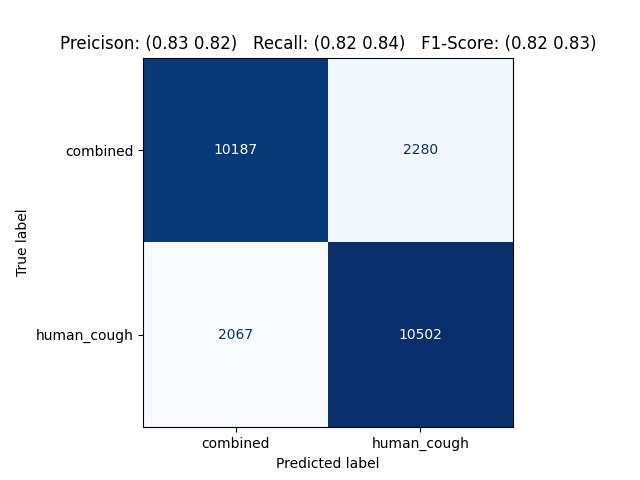 Preicison: (0.83 0.82)   Recall: (0.82 0.84)   F1-Score: (0.82 0.83)
combined
10187
2280
True label
human_cough
2067
10502
combined
human_cough
Predicted label